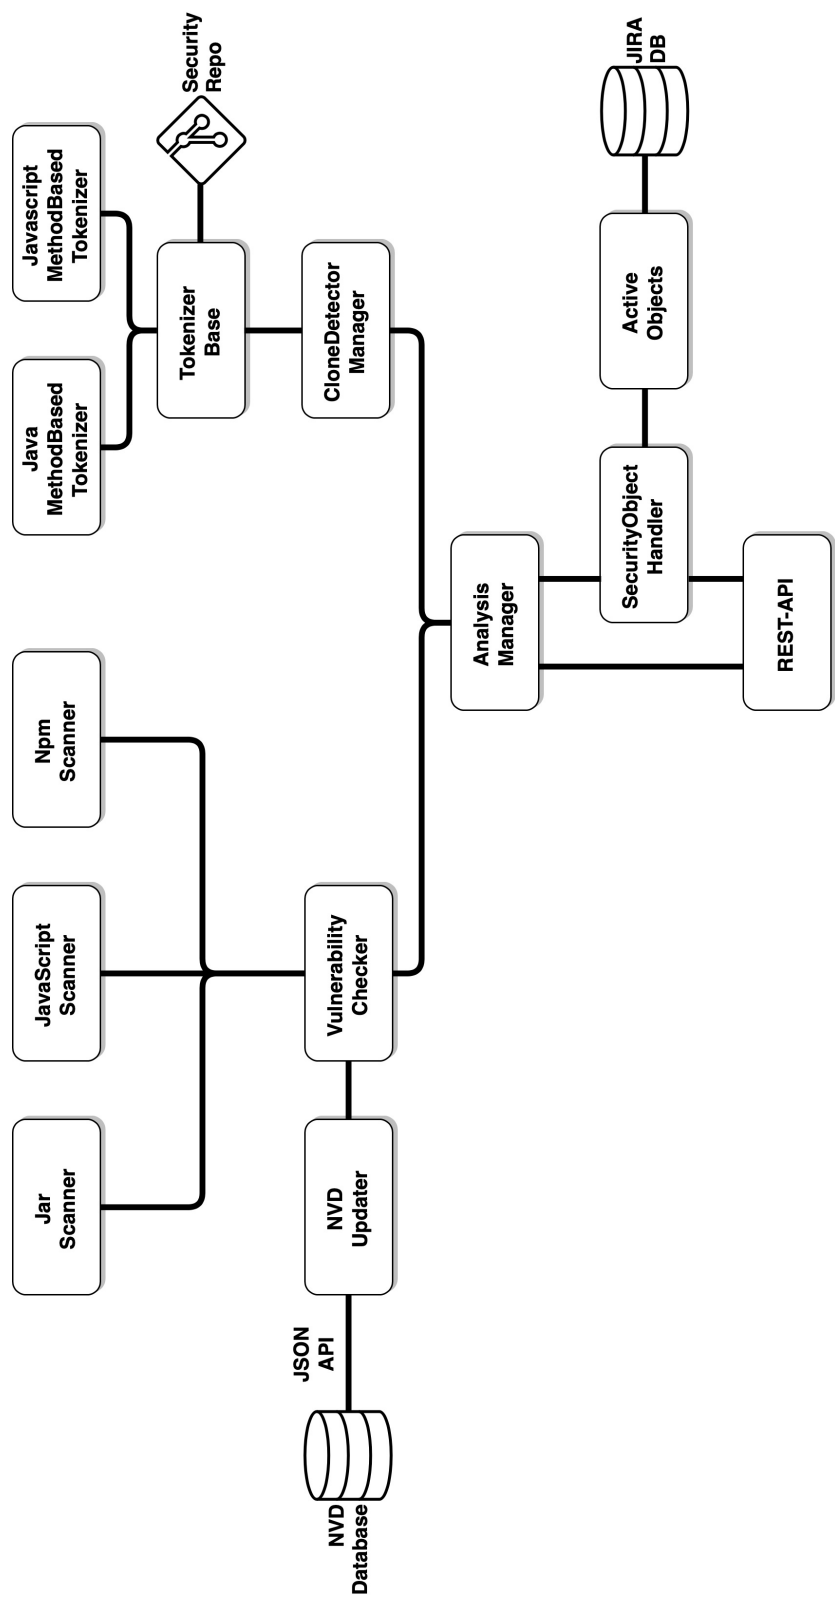 Jar
Scanner
JavaScript
Scanner
Npm
Scanner
Java
MethodBased
Tokenizer
Javascript
MethodBased
Tokenizer
Tokenizer
Base
Security
Repo
NVD
Database
JSON
API
NVD
Updater
Vulnerability
Checker
CloneDetector
Manager
Analysis
Manager
SecurityObject
Handler
Active
Objects
JIRA
DB
REST-API